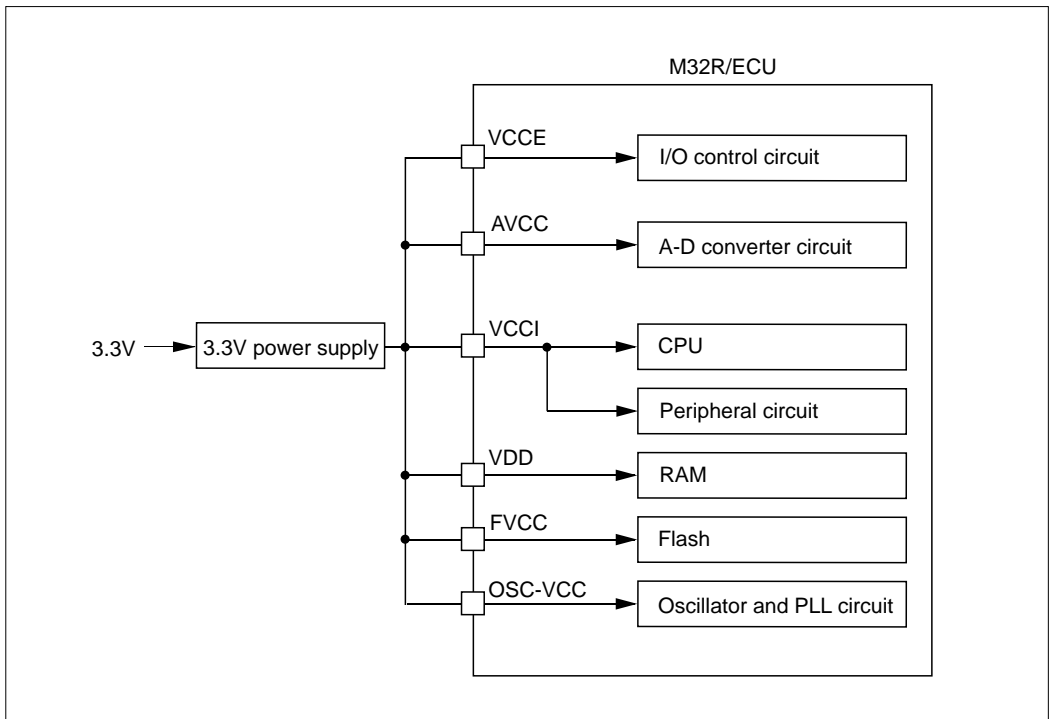 M32R/ECU
VCCE
I/O control circuit
AVCC
A-D converter circuit
3.3V
3.3V power supply
VCCI
CPU
Peripheral circuit
VDD
RAM
FVCC
Flash
OSC-VCC
Oscillator and PLL circuit